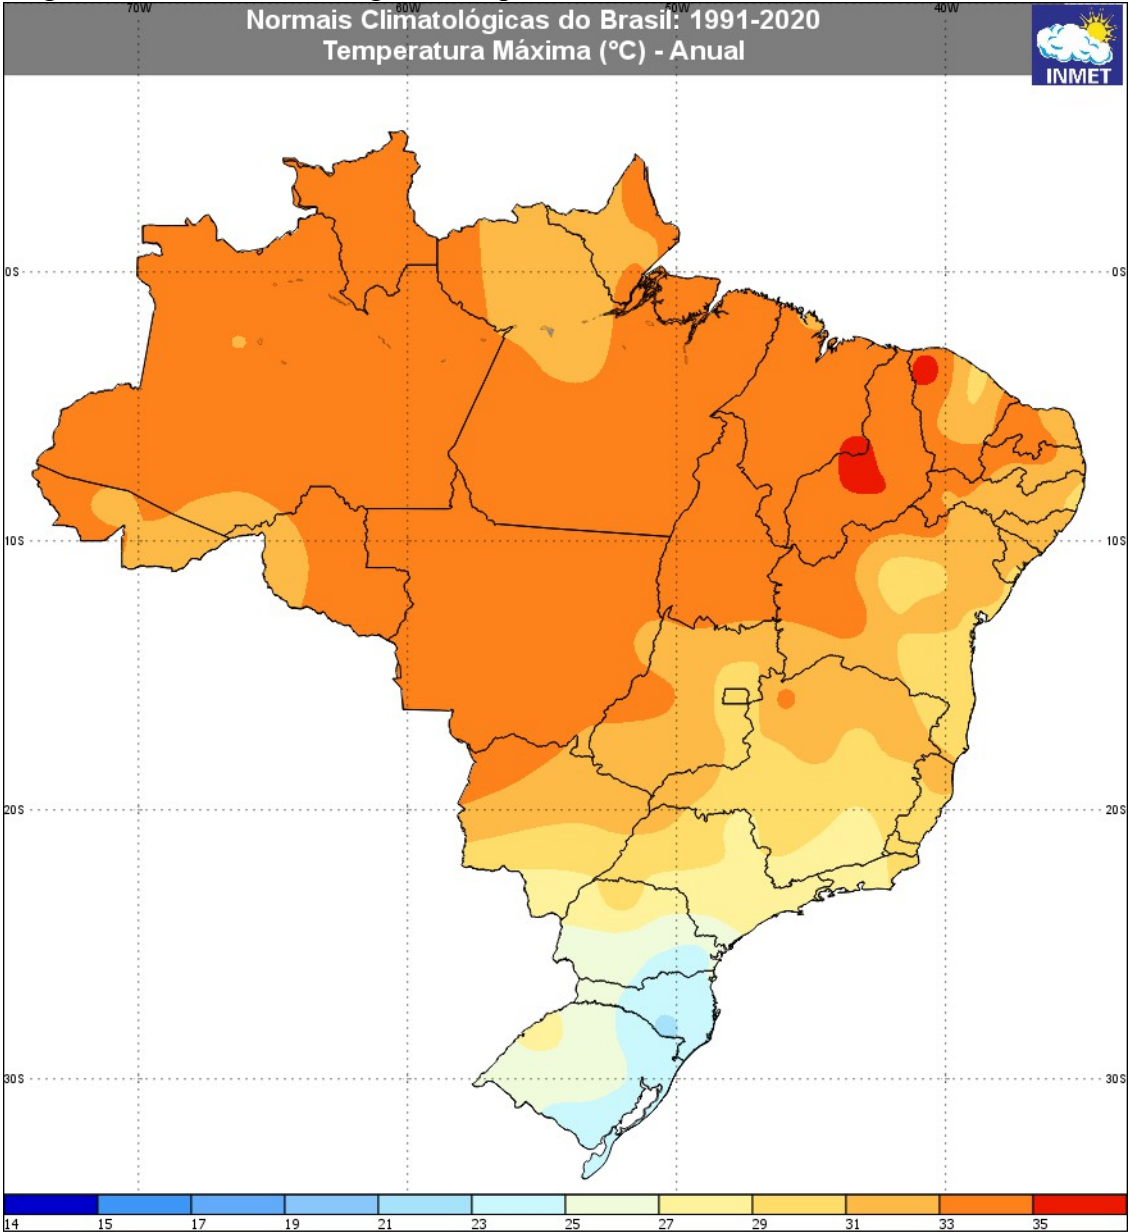 70W 60W 50W 40W
Normais Climatológicas do Brasil: 1991-2020
Temperatura Máxima (°C) - Anual
INMET
0S 0S
10S 10S
20S 20S
30S 30S
14 15 17 19 21 23 25 27 29 31 33 35